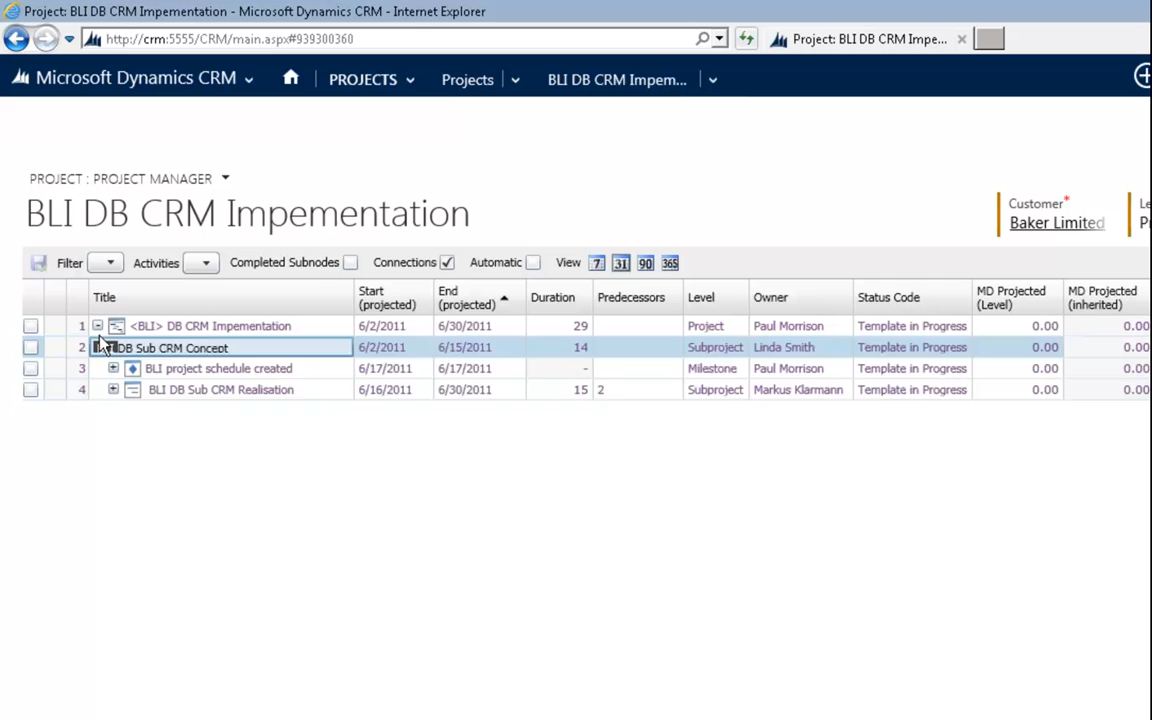 Project: BLI DB CRM Impementation - Microsoft Dynamics CRM - Internet Explorer
http://crm:5555/CRM/main.aspx#939300360
Project: BLI DB CRM Impe...
Microsoft Dynamics CRM PROJECTS Projects BLI DB CRM Impem...
PROJECT : PROJECT MANAGER
BLI DB CRM Impementation
Customer*
Baker Limited
Filter Activities Completed Subnodes Connections Automatic View 7 31 90 365
Title Start (projected) End (projected) Duration Predecessors Level Owner Status Code MD Projected (Level) MD Projected (inherited)
1 <BLI> DB CRM Impementation 6/2/2011 6/30/2011 29 Project Paul Morrison Template in Progress 0.00 0.00
2 DB Sub CRM Concept 6/2/2011 6/15/2011 14 Subproject Linda Smith Template in Progress 0.00 0.00
3 BLI project schedule created 6/17/2011 6/17/2011 - Milestone Paul Morrison Template in Progress 0.00 0.00
4 BLI DB Sub CRM Realisation 6/16/2011 6/30/2011 15 2 Subproject Markus Klarmann Template in Progress 0.00 0.00